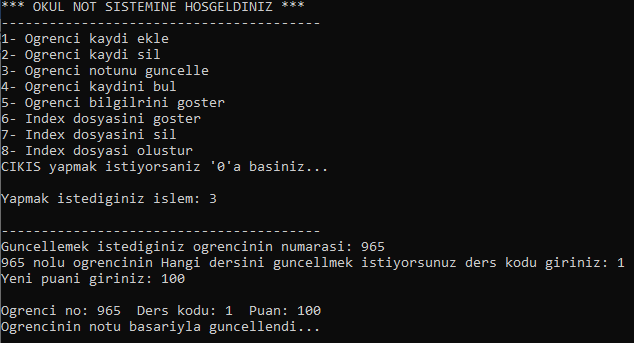 *** OKUL NOT SISTEMINE HOSGELDINIZ ***
----------------------------------------
1- Ogrenci kaydi ekle
2- Ogrenci kaydi sil
3- Ogrenci notunu guncelle
4- Ogrenci kaydini bul
5- Ogrenci bilgilrini goster
6- Index dosyasini goster
7- Index dosyasini sil
8- Index dosyasi olustur
CIKIS yapmak istiyorsaniz '0'a basiniz...
Yapmak istediginiz islem: 3
----------------------------------------
Guncellemek istediginiz ogrencinin numarasi: 965
965 nolu ogrencinin Hangi dersini guncellmek istiyorsunuz ders kodu giriniz: 1
Yeni puani giriniz: 100
Ogrenci no: 965  Ders kodu: 1  Puan: 100
Ogrencinin notu basariyla guncellendi...